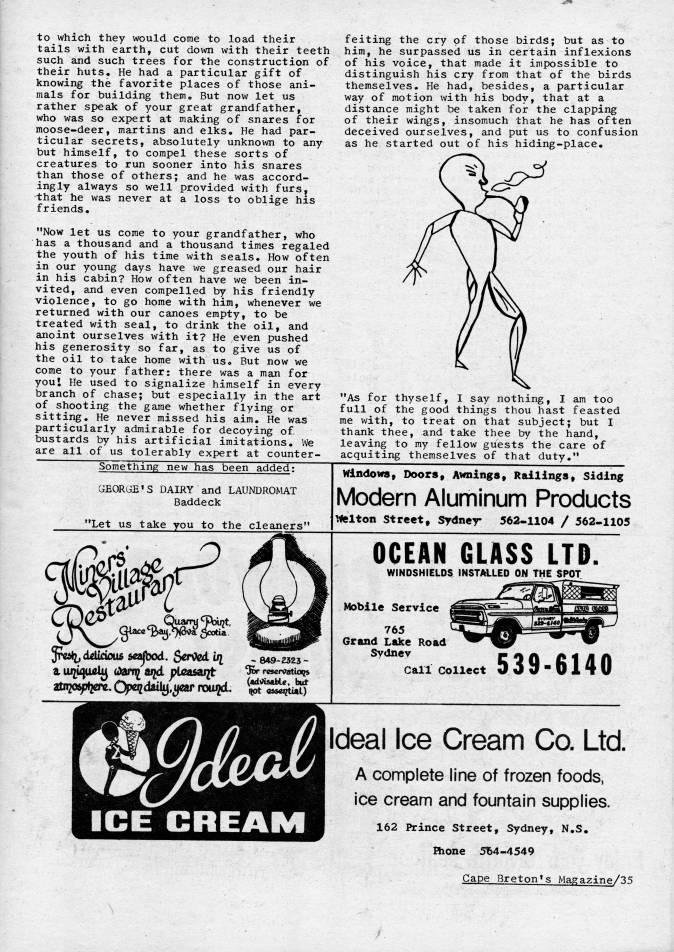 to which they would come to load their
tails with earth, cut down with their teeth
such and such trees for the construction of
their huts. He had a particular gift of
knowing the favorite places of those ani-
mals for building them. But now let us
rather speak of your great grandfather,
who was so expert at making of snares for
moose-deer, martins and elks. He had par-
ticular secrets, absolutely unknown to any
but himself, to compel these sorts of
creatures to run sooner into his snares
than those of others; and he was accord-
ingly always so well provided with furs,
that he was never at a loss to oblige his
friends.
"Now let us come to your grandfather, who
has a thousand and a thousand times regaled
the youth of his time with seals. How often
in our young days have we greased our hair
in his cabin? How often have we been in-
vited, and even compelled by his friendly
violence, to go home with him, whenever we
returned with our canoes empty, to be
treated with seal, to drink the oil, and
anoint ourselves with it? He even pushed
his generosity so far, as to give us of
the oil to take home with us. But now we
come to your father: there was a man for
you! He used to signalize himself in every
branch of chase; but especially in the art
of shooting the game whether flying or
sitting. He never missed his aim. He was
particularly admirable for decoying of
bustards by his artificial imitations. We
are all of us tolerably expert at counter-
feiting the cry of those birds; but as to
him, he surpassed us in certain inflexions
of his voice, that made it impossible to
distinguish his cry from that of the birds
themselves. He had, besides, a particular
way of motion with his body, that at a
distance might be taken for the clapping
of their wings, insomuch that he has often
deceived ourselves, and put us to confusion
as he started out of his hiding-place.
"As for thyself, I say nothing, I am too
full of the good things thou hast feasted
me with, to treat on that subject; but I
thank thee, and take thee by the hand,
leaving to my fellow guests the care of
acquitting themselves of that duty."
Something new has been added:
GEORGE'S DAIRY and LAUNDROMAT
Baddeck
"Let us take you to the cleaners"
Windows, Doors, Awnings, Railings, Siding
Modern Aluminum Products
Welton Street, Sydney 562-1104 / 562-1105
Miners'
Village
Restaurant
Quarry Point,
Glace Bay, Nova Scotia.
Fresh, delicious seafood. Served in
a uniquely warm and pleasant
atmosphere. Open daily, year round.
~ 849-2323 ~
For reservations
(advisable, but
not essential)
OCEAN GLASS LTD.
WINDSHIELDS INSTALLED ON THE SPOT
Mobile Service
765
Grand Lake Road
Sydney
Call Collect 539-6140
AUTO GLASS
SYDNEY
539-6140
Ideal
ICE CREAM
Ideal Ice Cream Co. Ltd.
A complete line of frozen foods,
ice cream and fountain supplies.
162 Prince Street, Sydney, N.S.
Phone 564-4549
Cape Breton's Magazine/35